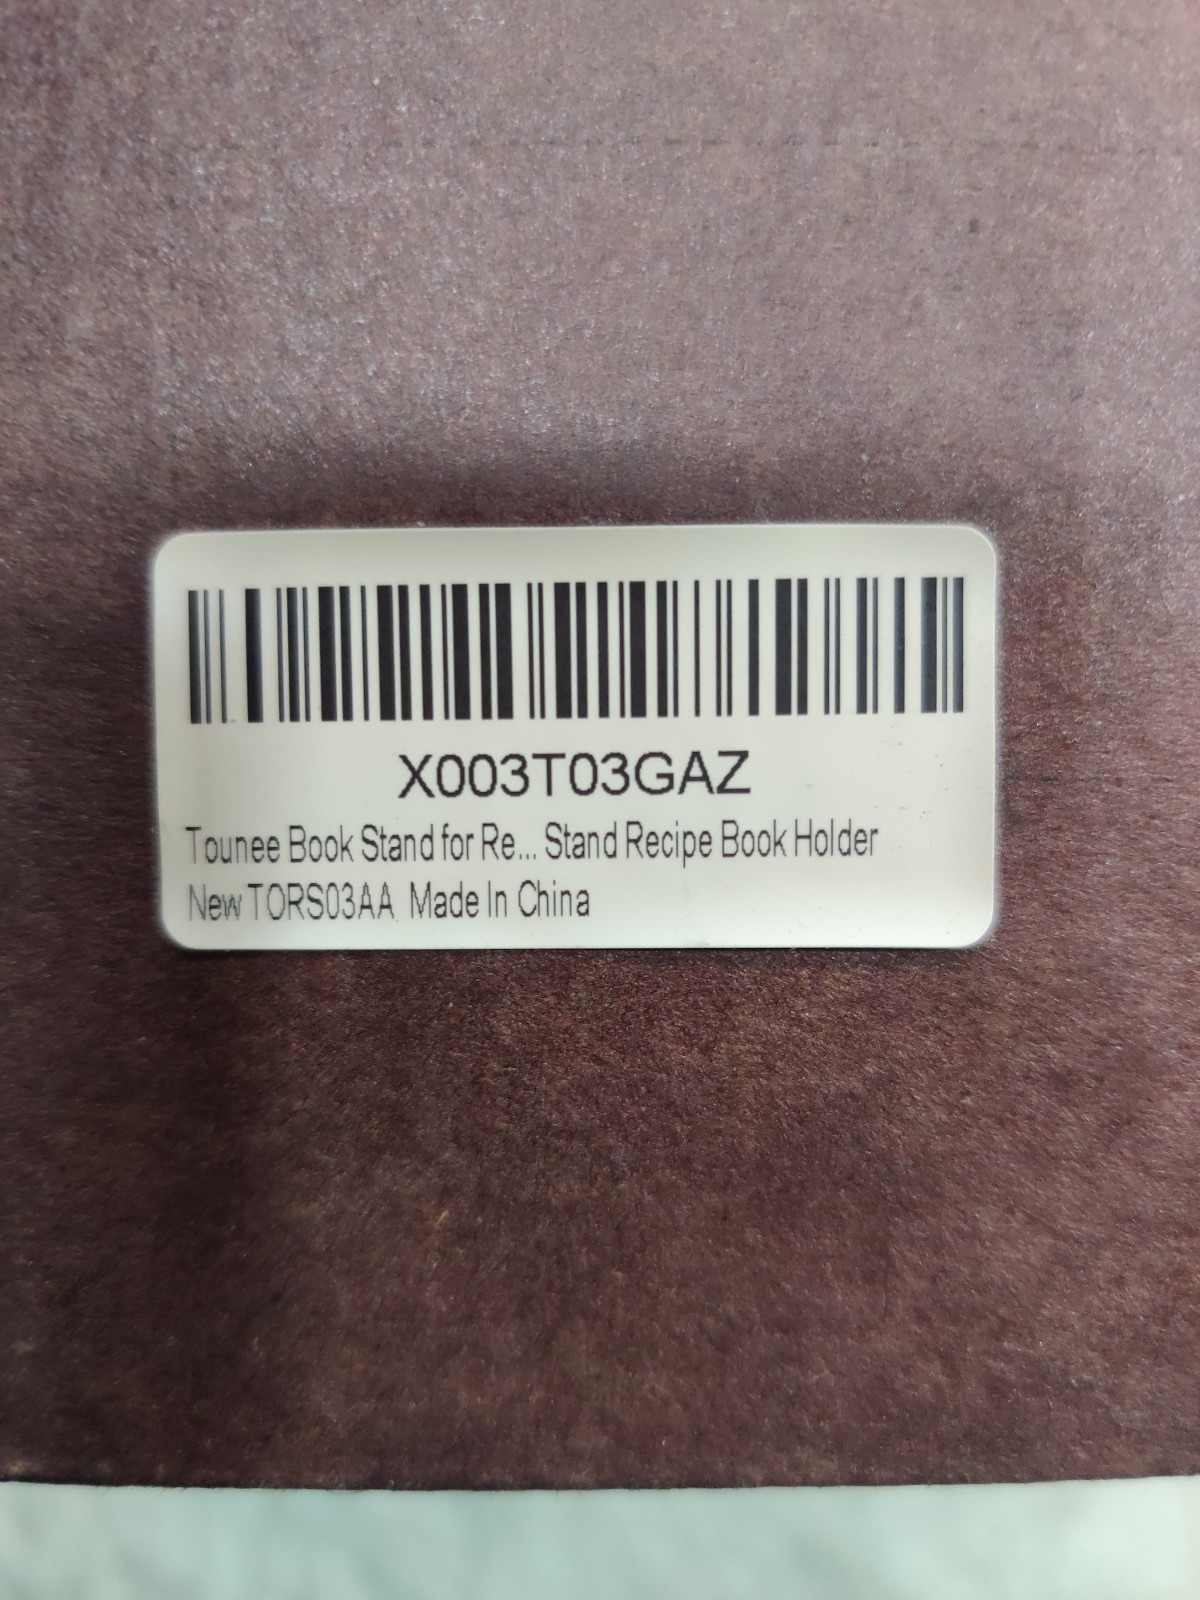 X003T03GAZ
Tounee Book Stand for Re... Stand Recipe Book Holder
New TORS03AA Made In China